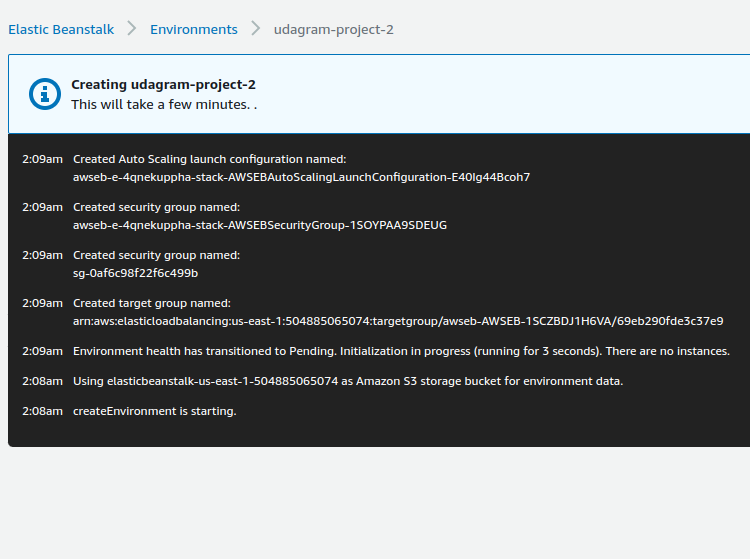 Elastic Beanstalk > Environments > udagram-project-2
Creating udagram-project-2
This will take a few minutes. .
2:09am Created Auto Scaling launch configuration named:
awseb-e-4qnekuppha-stack-AWSEBAutoScalingLaunchConfiguration-E40Ig44Bcoh7
2:09am Created security group named:
awseb-e-4qnekuppha-stack-AWSEBSecurityGroup-1SOYPAA9SDEUG
2:09am Created security group named:
sg-0af6c98f22f6c499b
2:09am Created target group named:
arn:aws:elasticloadbalancing:us-east-1:504885065074:targetgroup/awseb-AWSEB-1SCZBDJ1H6VA/69eb290fde3c37e9
2:09am Environment health has transitioned to Pending. Initialization in progress (running for 3 seconds). There are no instances.
2:08am Using elasticbeanstalk-us-east-1-504885065074 as Amazon S3 storage bucket for environment data.
2:08am createEnvironment is starting.